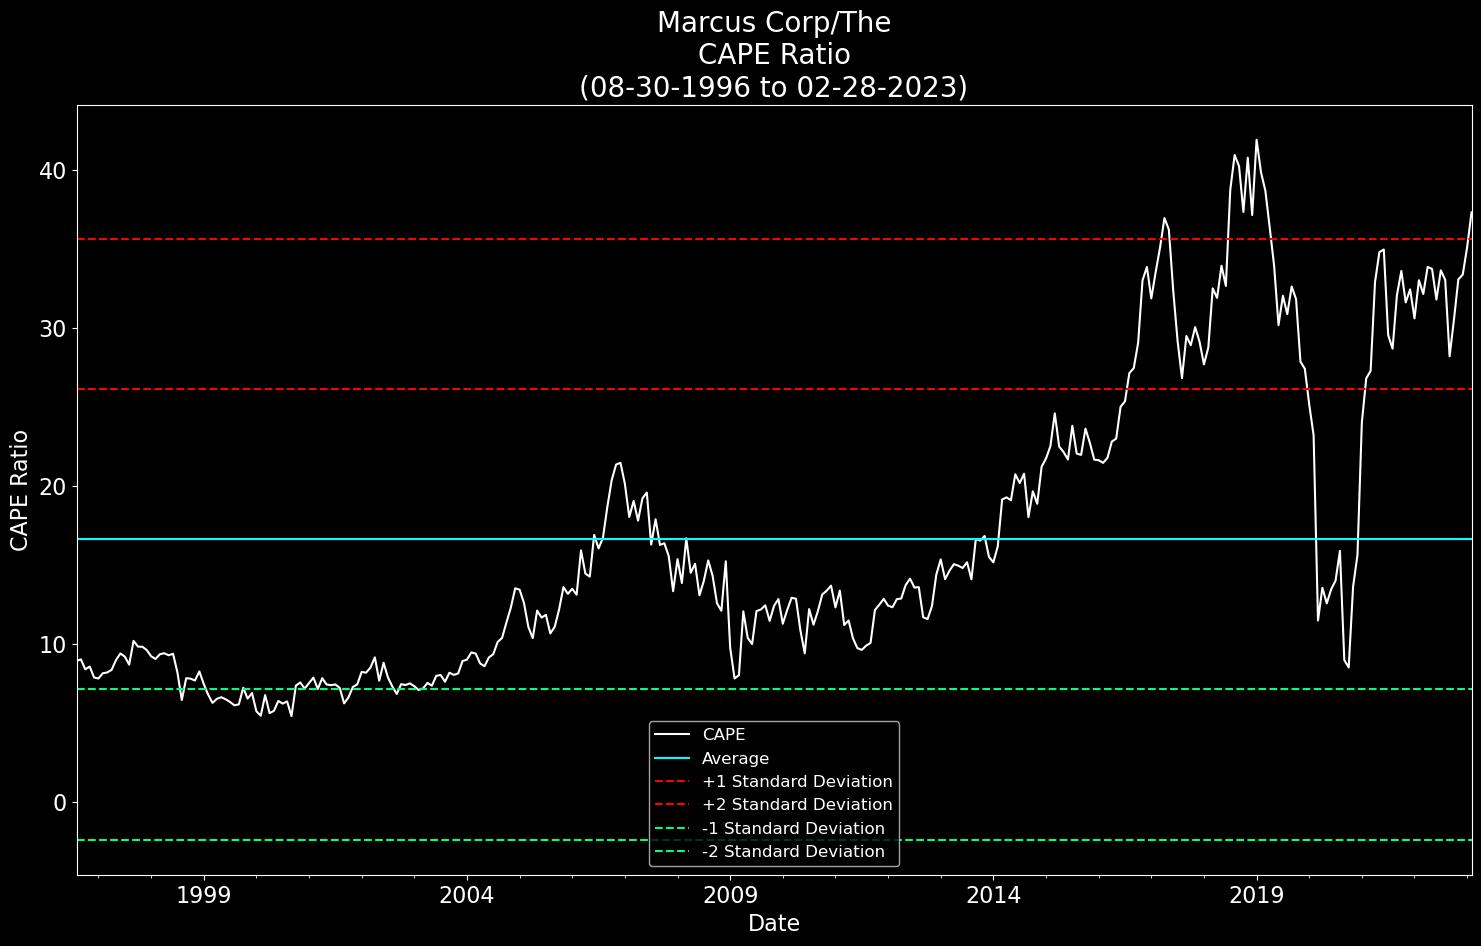 Marcus Corp/The
CAPE Ratio
(08-30-1996 to 02-28-2023)
40
30
20
10
0
CAPE Ratio
CAPE
Average
+1 Standard Deviation
+2 Standard Deviation
-1 Standard Deviation
-2 Standard Deviation
1999 2004 2009 2014 2019
Date